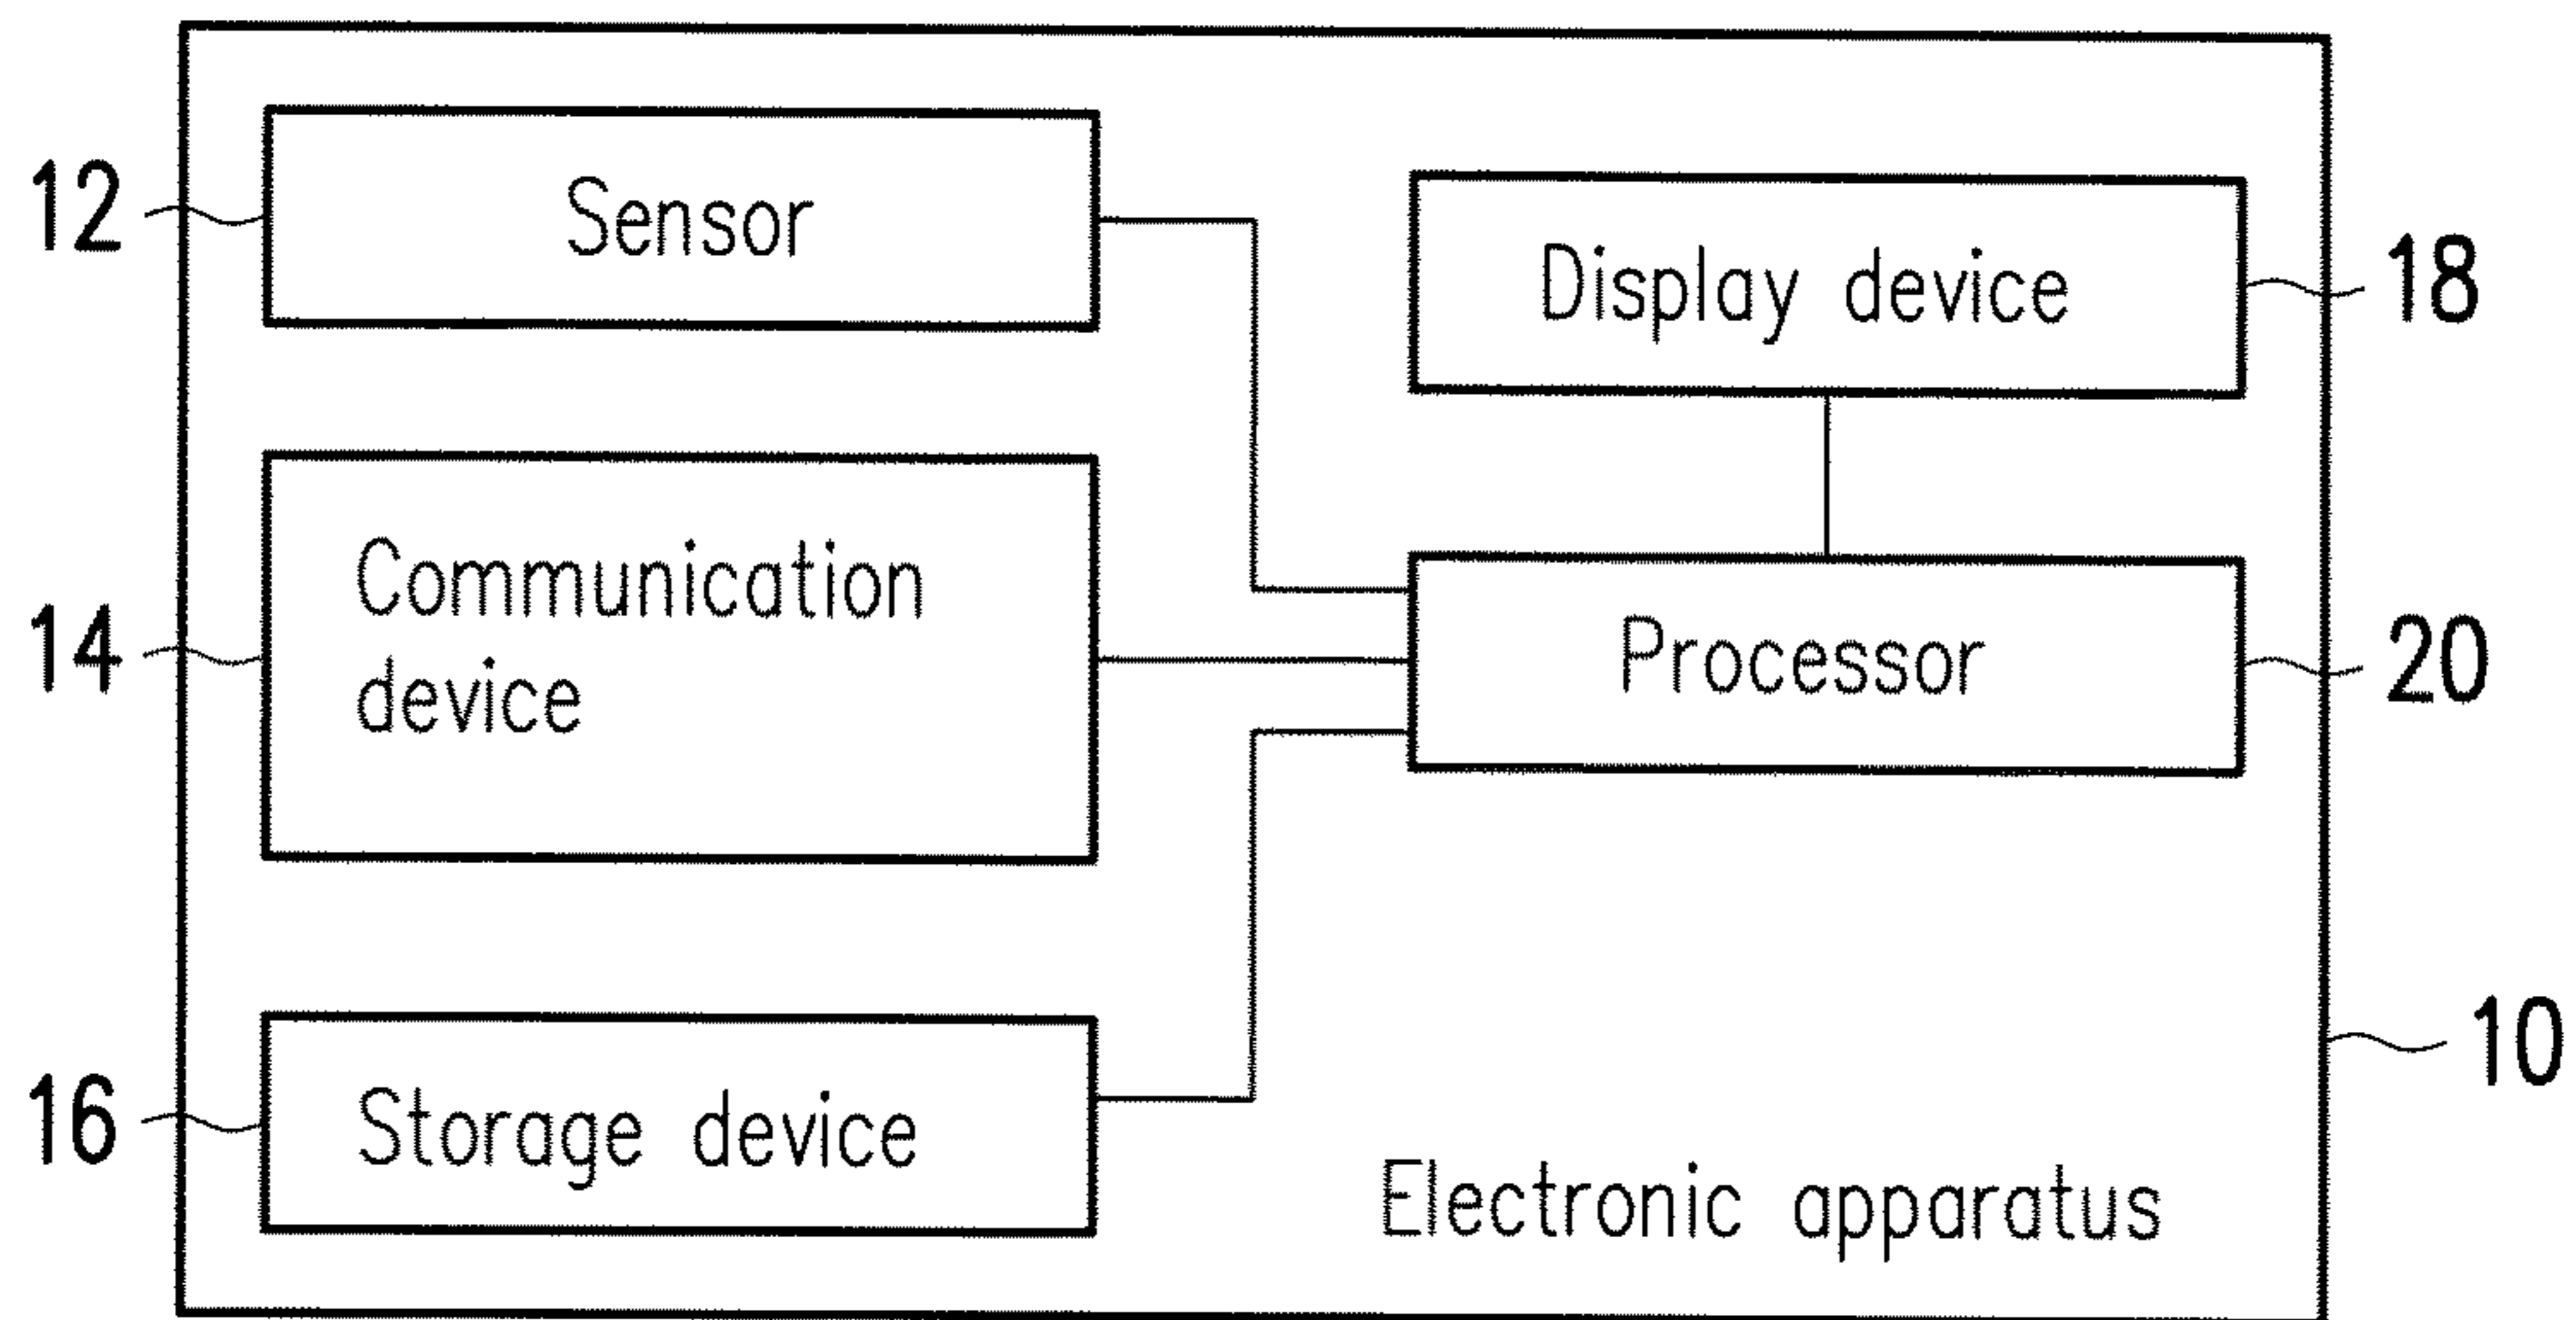 12
Sensor
Display device
18
14
Communication
device
Processor
20
16
Storage device
10
Electronic apparatus